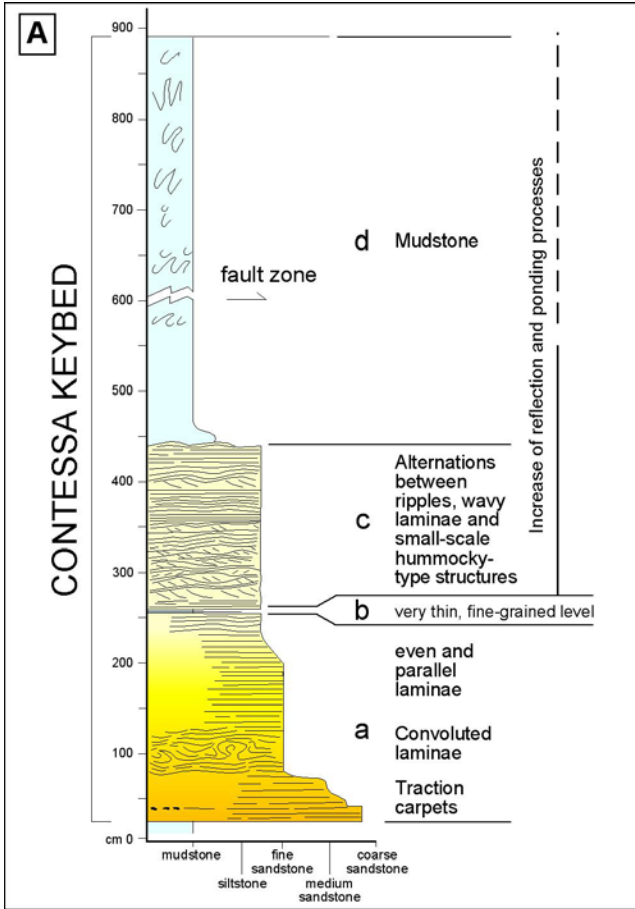 A
CONTESSA KEYBED
900
800
700
600
500
400
300
200
100
cm 0
fault zone
d Mudstone
Alternations
between
ripples, wavy
laminae and
c small-scale
hummocky-
type structures
b very thin, fine-grained level
even and
parallel
laminae
a Convoluted
laminae
Traction
carpets
Increase of reflection and ponding processes
mudstone
siltstone
fine
sandstone
medium
sandstone
coarse
sandstone